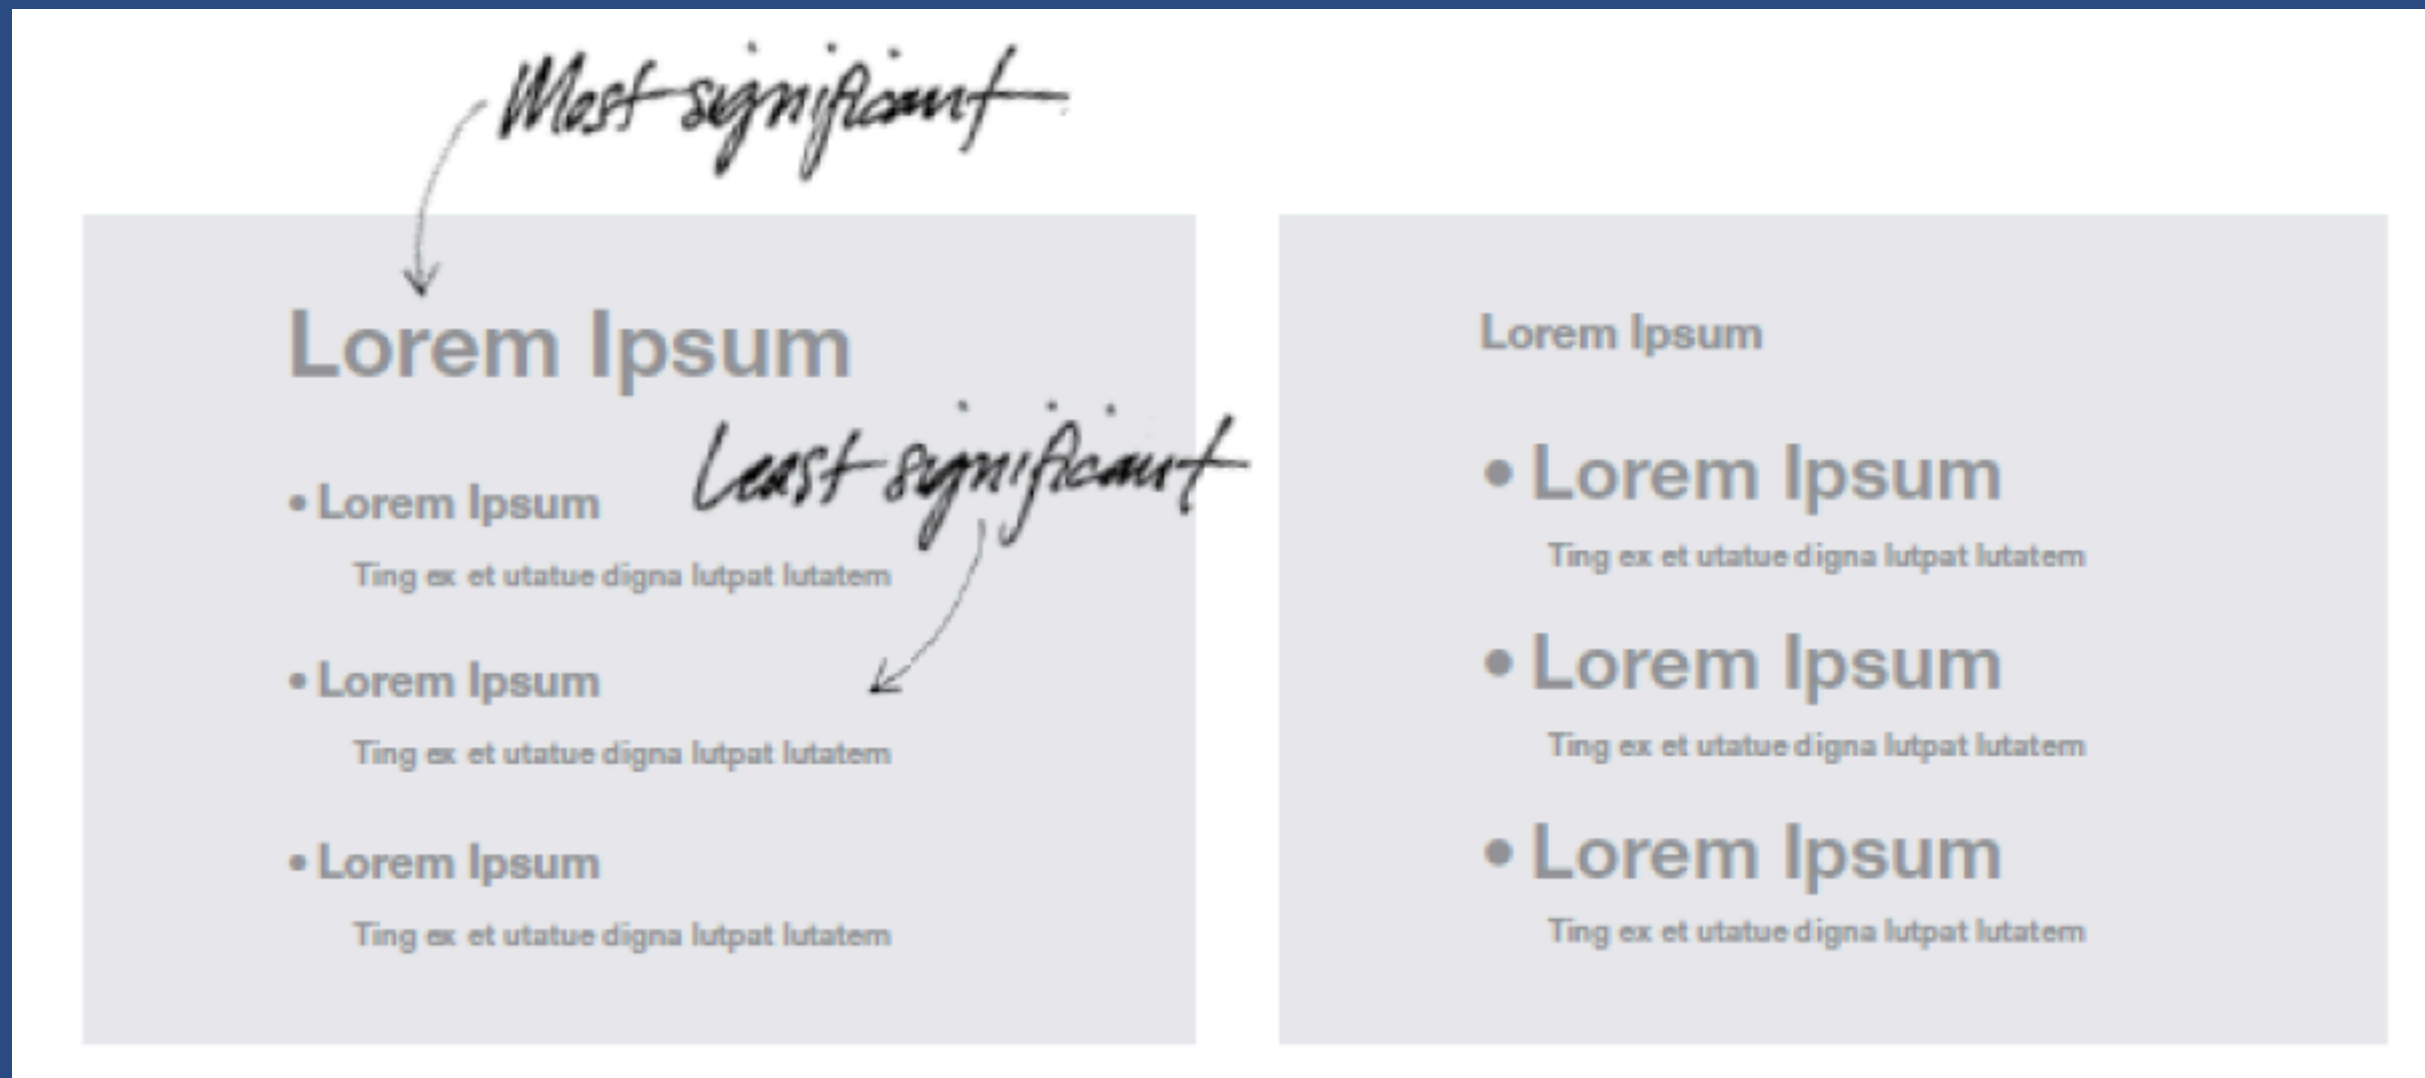 Most significant
Lorem Ipsum
Least significant
• Lorem Ipsum
Ting ex et utatue digna lutpat lutatem
• Lorem Ipsum
Ting ex et utatue digna lutpat lutatem
• Lorem Ipsum
Ting ex et utatue digna lutpat lutatem
Lorem Ipsum
• Lorem Ipsum
Ting ex et utatue digna lutpat lutatem
• Lorem Ipsum
Ting ex et utatue digna lutpat lutatem
• Lorem Ipsum
Ting ex et utatue digna lutpat lutatem